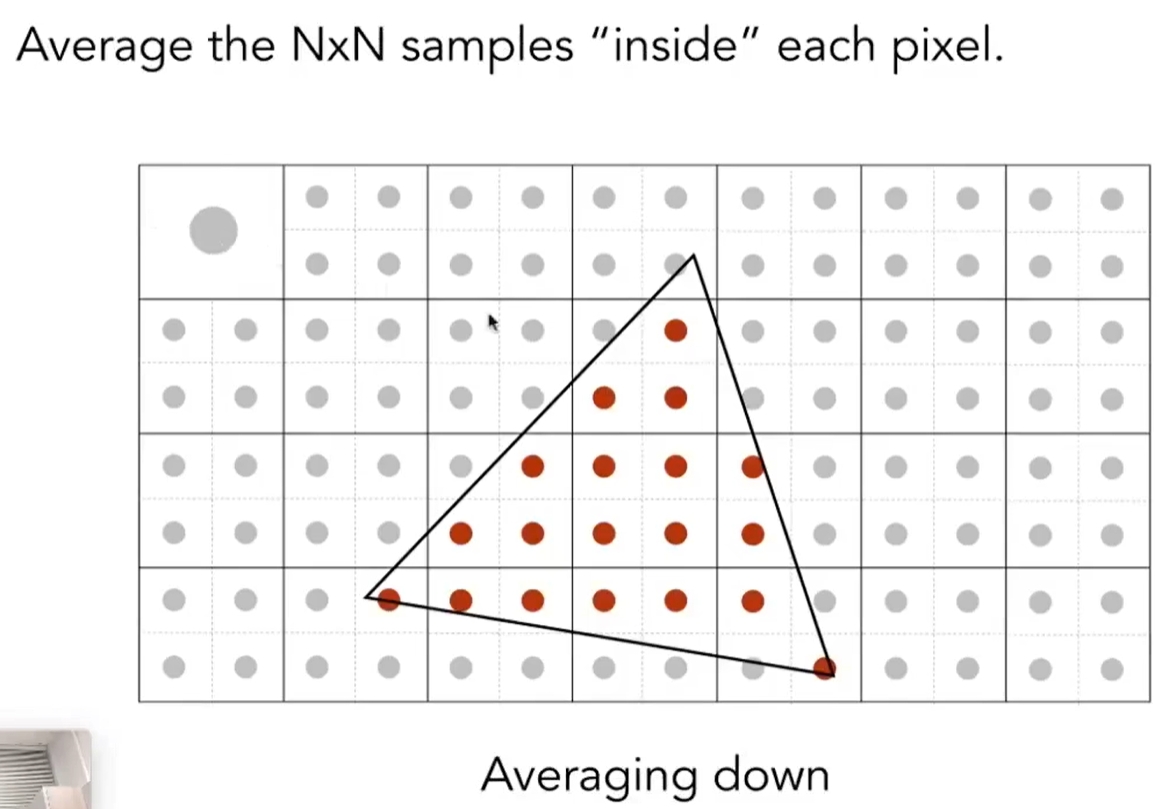 Average the NxN samples “inside” each pixel.
Averaging down